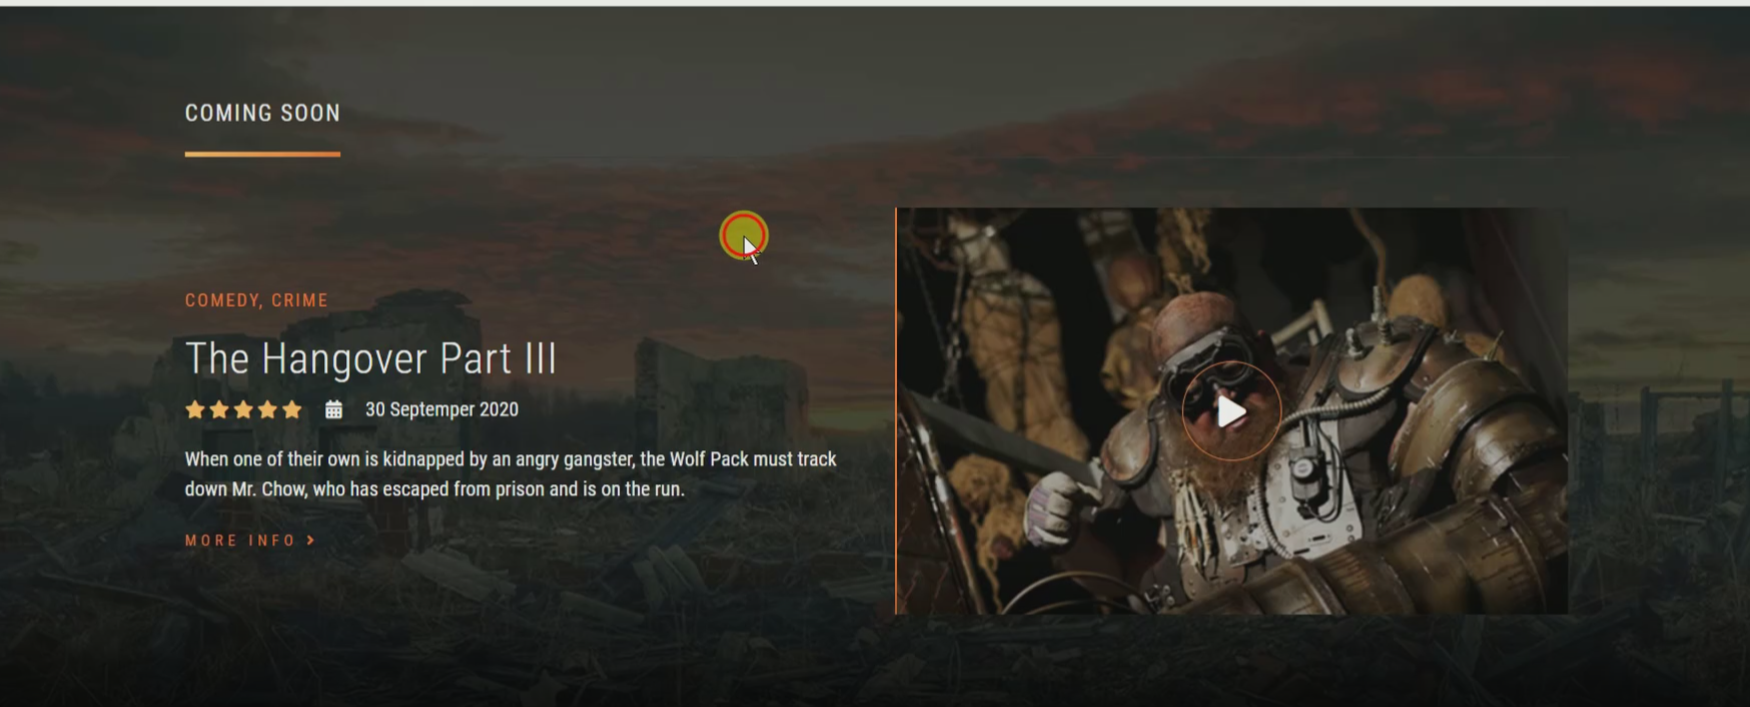 COMING SOON
COMEDY, CRIME
The Hangover Part III
30 Septemper 2020
When one of their own is kidnapped by an angry gangster, the Wolf Pack must track
down Mr. Chow, who has escaped from prison and is on the run.
MORE INFO